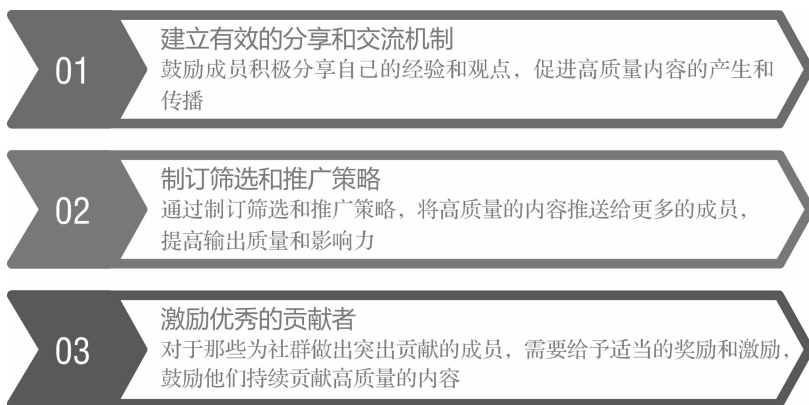 01
建立有效的分享和交流机制
鼓励成员积极分享自己的经验和观点，促进高质量内容的产生和
传播
02
制订筛选和推广策略
通过制订筛选和推广策略，将高质量的内容推送给更多的成员，
提高输出质量和影响力
03
激励优秀的贡献者
对于那些为社群做出突出贡献的成员，需要给予适当的奖励和激励，
鼓励他们持续贡献高质量的内容